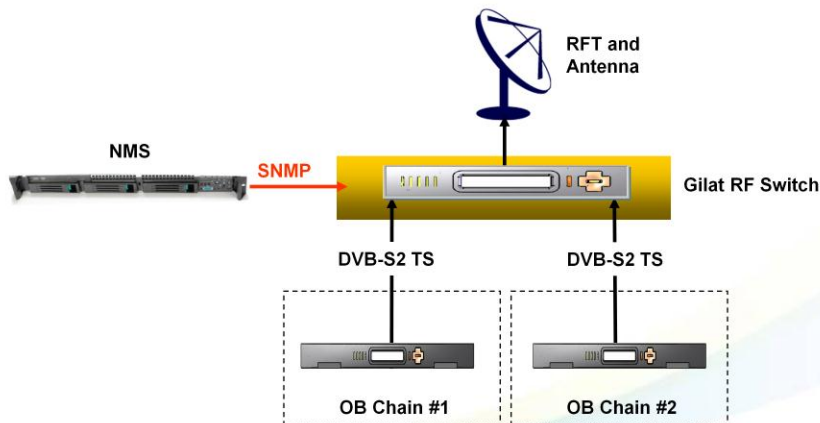 RFT and
Antenna
NMS
SNMP
Gilat RF Switch
DVB-S2 TS
DVB-S2 TS
OB Chain #1
OB Chain #2